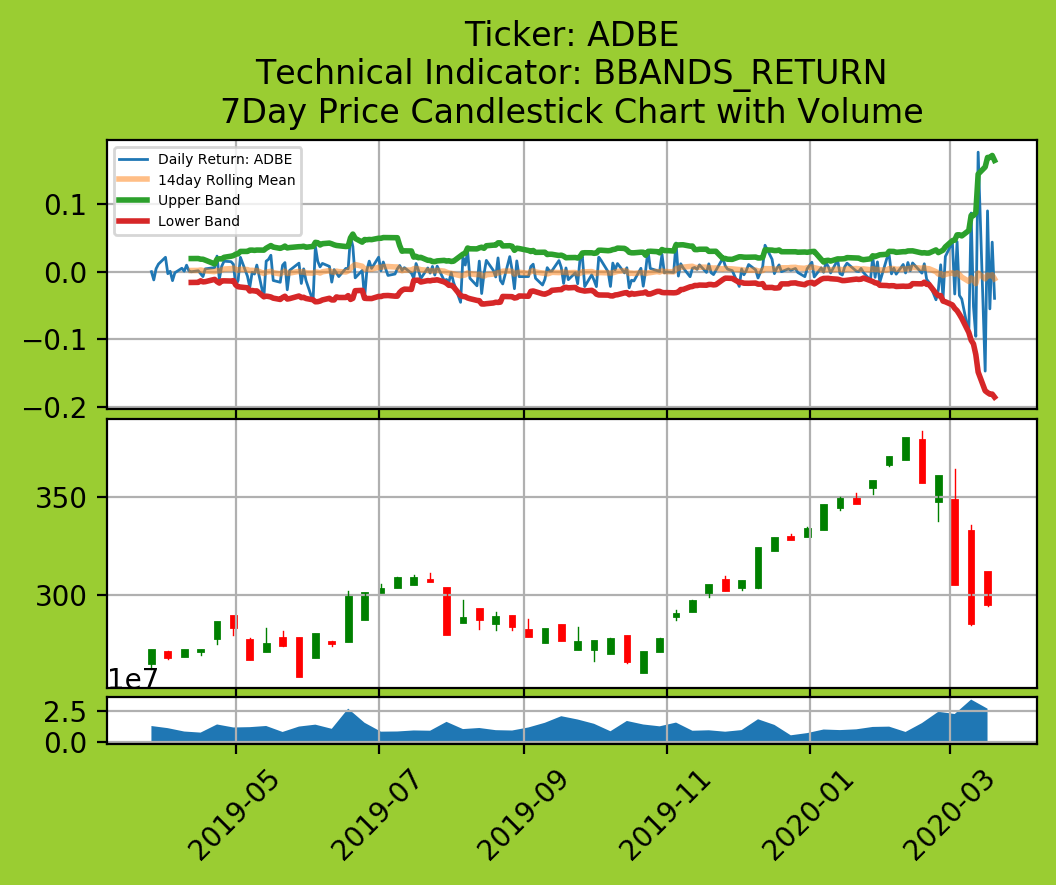 Ticker: ADBE
Technical Indicator: BBANDS_RETURN
7Day Price Candlestick Chart with Volume
Daily Return: ADBE
14day Rolling Mean
Upper Band
Lower Band
0.1
0.0
−0.1
−0.2
350
300
1e7
2.5
0.0
2019-05
2019-07
2019-09
2019-11
2020-01
2020-03